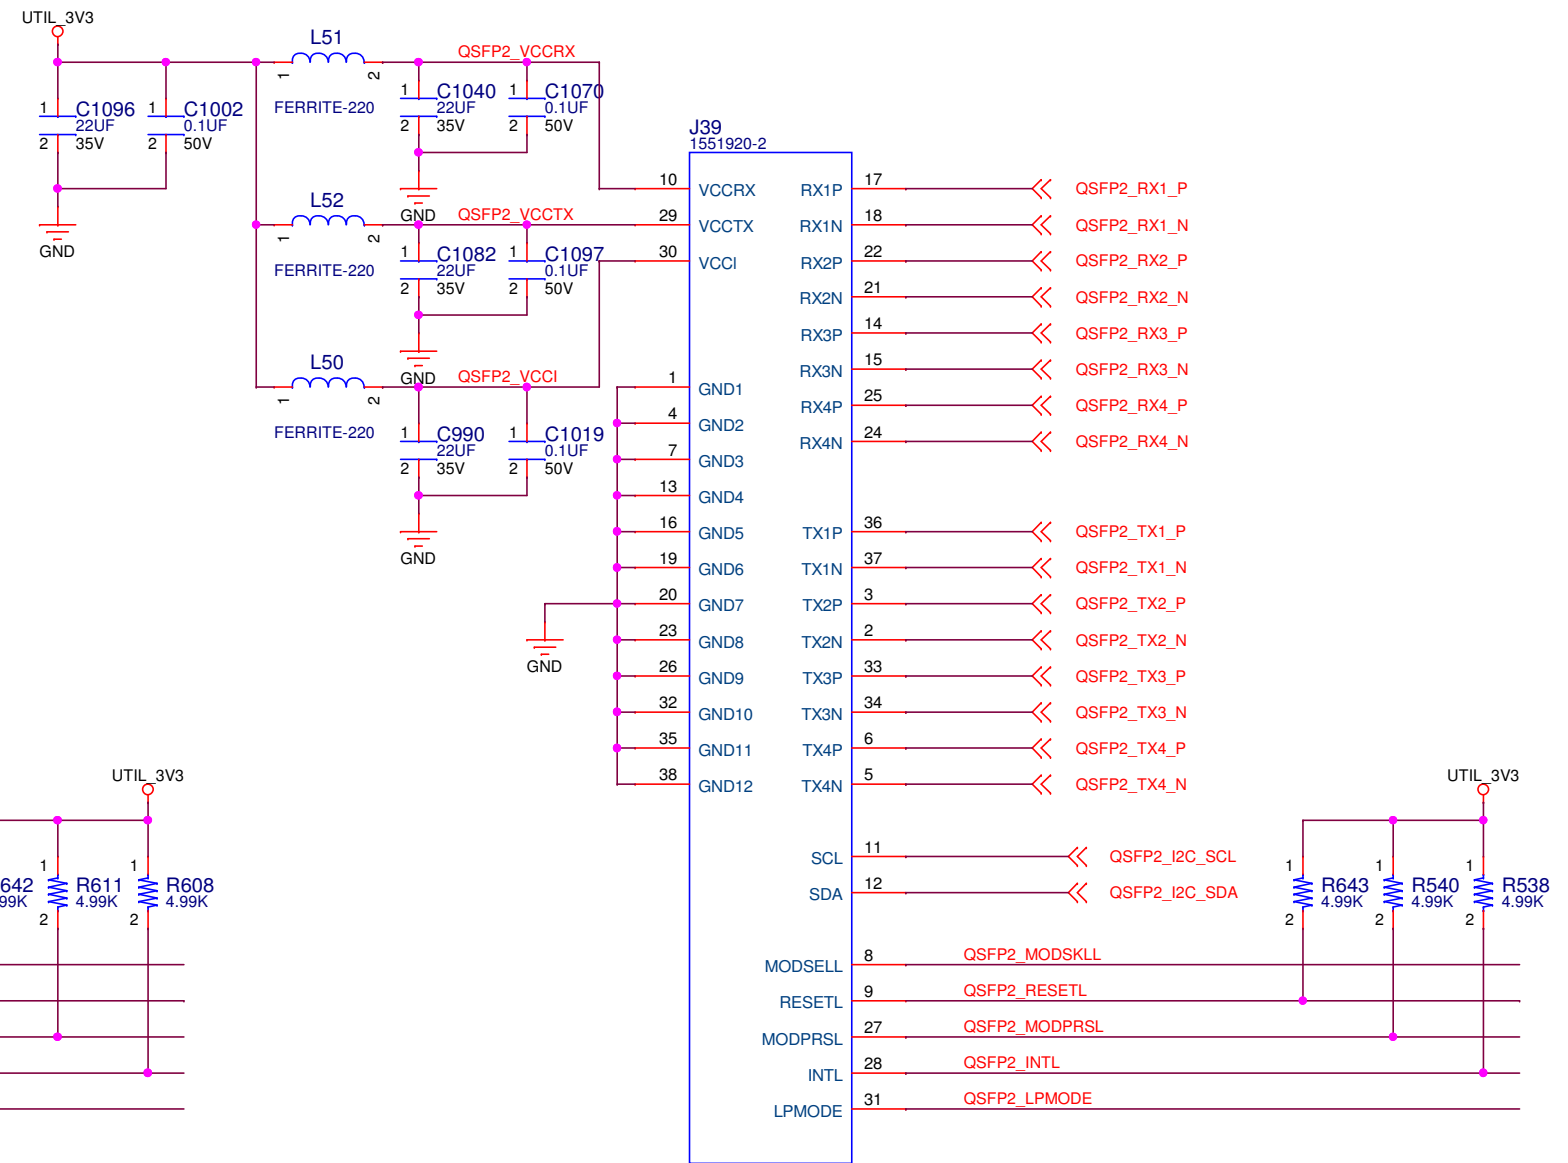 UTIL_3V3
L51
1
2
FERRITE-220
QSFP2_VCCRX
1
C1096
22UF
2
35V
1
C1002
0.1UF
2
50V
GND
1
C1040
22UF
2
35V
1
C1070
0.1UF
2
50V
GND
L52
1
2
FERRITE-220
QSFP2_VCCTX
1
C1082
22UF
2
35V
1
C1097
0.1UF
2
50V
GND
L50
1
2
FERRITE-220
QSFP2_VCCI
1
C990
22UF
2
35V
1
C1019
0.1UF
2
50V
GND
J39
1551920-2
10 VCCRX
29 VCCTX
30 VCCI
1 GND1
4 GND2
7 GND3
13 GND4
16 GND5
19 GND6
20 GND7
23 GND8
26 GND9
32 GND10
35 GND11
38 GND12
GND
RX1P 17 QSFP2_RX1_P
RX1N 18 QSFP2_RX1_N
RX2P 22 QSFP2_RX2_P
RX2N 21 QSFP2_RX2_N
RX3P 14 QSFP2_RX3_P
RX3N 15 QSFP2_RX3_N
RX4P 25 QSFP2_RX4_P
RX4N 24 QSFP2_RX4_N
TX1P 36 QSFP2_TX1_P
TX1N 37 QSFP2_TX1_N
TX2P 3 QSFP2_TX2_P
TX2N 2 QSFP2_TX2_N
TX3P 33 QSFP2_TX3_P
TX3N 34 QSFP2_TX3_N
TX4P 6 QSFP2_TX4_P
TX4N 5 QSFP2_TX4_N
SCL 11 QSFP2_I2C_SCL
SDA 12 QSFP2_I2C_SDA
MODSELL 8 QSFP2_MODSKLL
RESETL 9 QSFP2_RESETL
MODPRSL 27 QSFP2_MODPRSL
INTL 28 QSFP2_INTL
LPMODE 31 QSFP2_LPMODE
UTIL_3V3
642
99K
1
R611
4.99K
2
1
R608
4.99K
2
UTIL_3V3
1
R643
4.99K
2
1
R540
4.99K
2
1
R538
4.99K
2